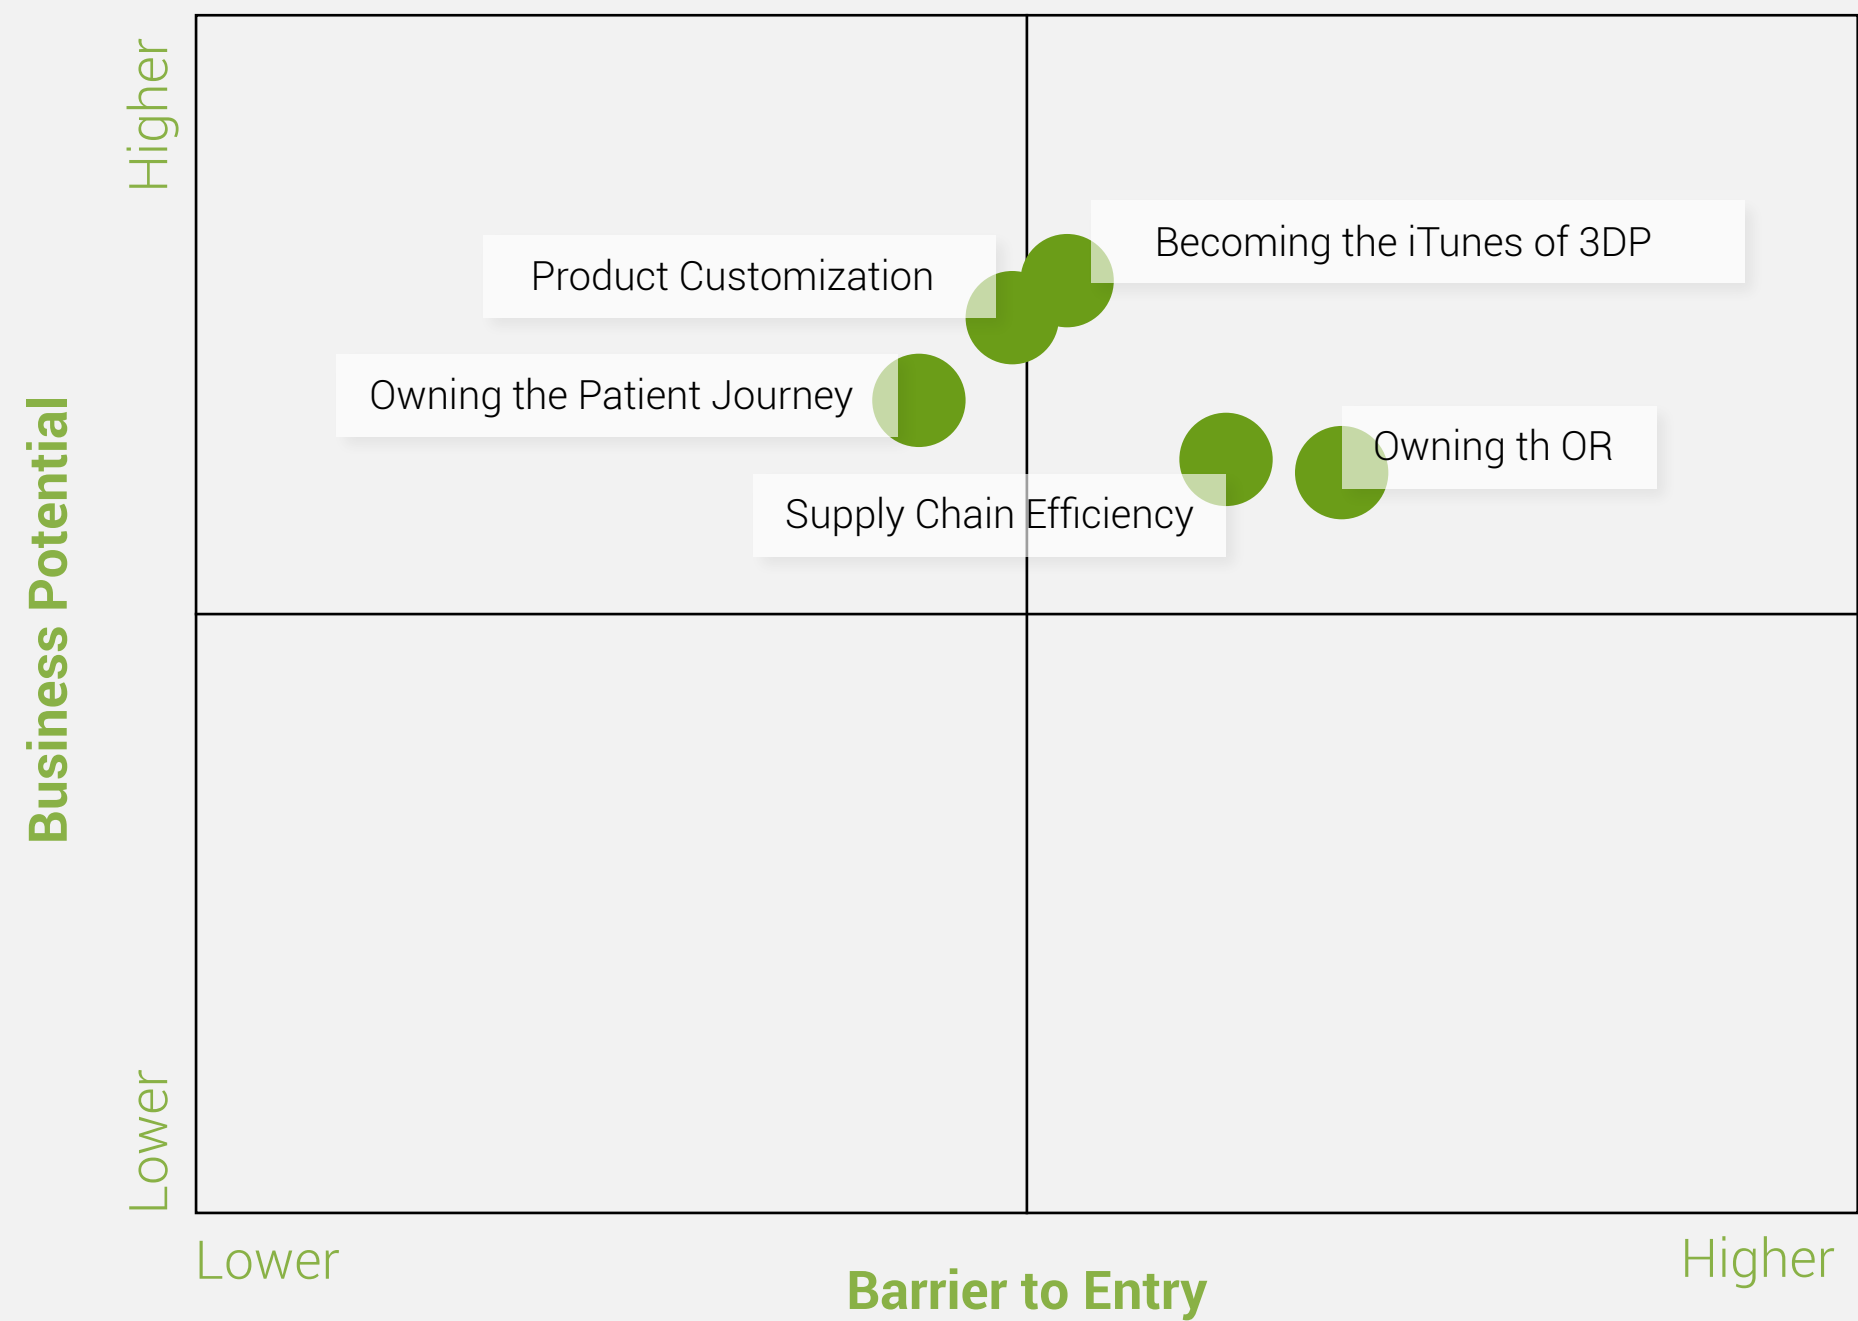 Higher
Becoming the iTunes of 3DP
Product Customization
Owning the Patient Journey
Owning th OR
Supply Chain Efficiency
Business Potential
Lower
Lower
Higher
Barrier to Entry